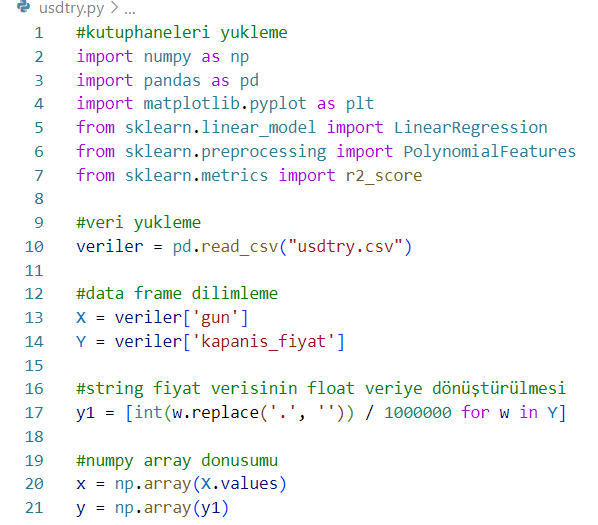 usdtry.py > ...
1 #kutuphaneleri yukleme
2 import numpy as np
3 import pandas as pd
4 import matplotlib.pyplot as plt
5 from sklearn.linear_model import LinearRegression
6 from sklearn.preprocessing import PolynomialFeatures
7 from sklearn.metrics import r2_score
8
9 #veri yukleme
10 veriler = pd.read_csv("usdtry.csv")
11
12 #data frame dilimleme
13 X = veriler['gun']
14 Y = veriler['kapanis_fiyat']
15
16 #string fiyat verisinin float veriye dönüştürülmesi
17 y1 = [int(w.replace('.', '')) / 1000000 for w in Y]
18
19 #numpy array donusumu
20 x = np.array(X.values)
21 y = np.array(y1)